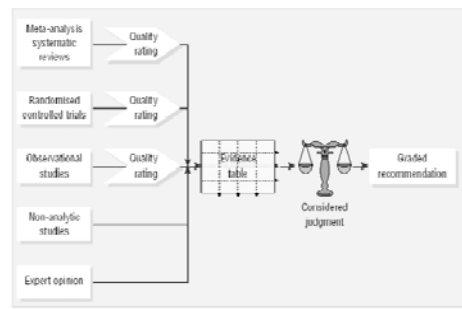 Meta-analysis
systematic
reviews
Quality
rating
Randomised
controlled trials
Quality
rating
Observational
studies
Quality
rating
Evidence
table
Considered
judgment
Graded
recommendation
Non-analytic
studies
Expert opinion